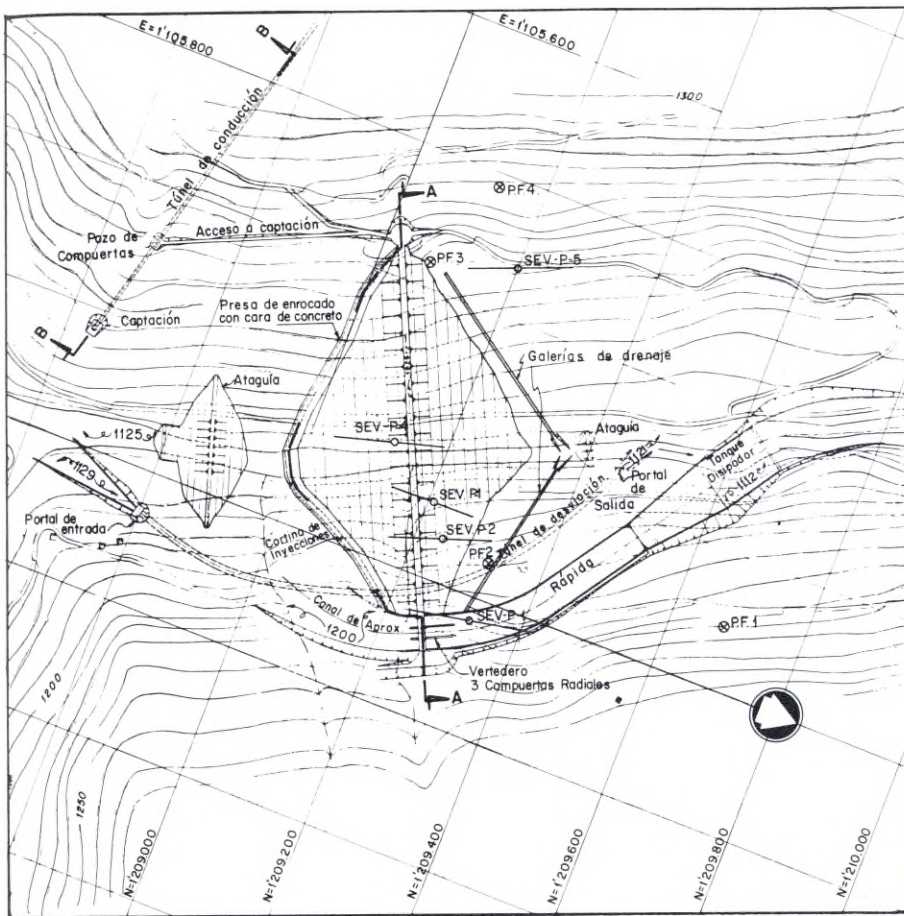 E=1'105.800
E=1'105.600
B
1300
Túnel de conducción
A
P.F.4
Acceso a captación
Pozo de
Compuertas
PF3
SEV-P-5
Presa de enrocado
con cara de concreto
Captación
B
Galerías de drenaje
Ataguía
SEV.-P-4
Ataguía
1125
Tanque
Disipador
1129
Portal
de
Salida
1112
SEV. P.1
Portal de
entrada
SEV.-P-2
Túnel de desviación
PF2
Cortina de
Inyecciones
Rápida
Canal de Aprox.
SEV.-P-1
P.F.1
1200
Vertedero
3 Compuertas Radiales
A
1200
1250
N=1'209.000
N=1'209.200
N=1'209.400
N=1'209.600
N=1'209.800
N=1'210.000